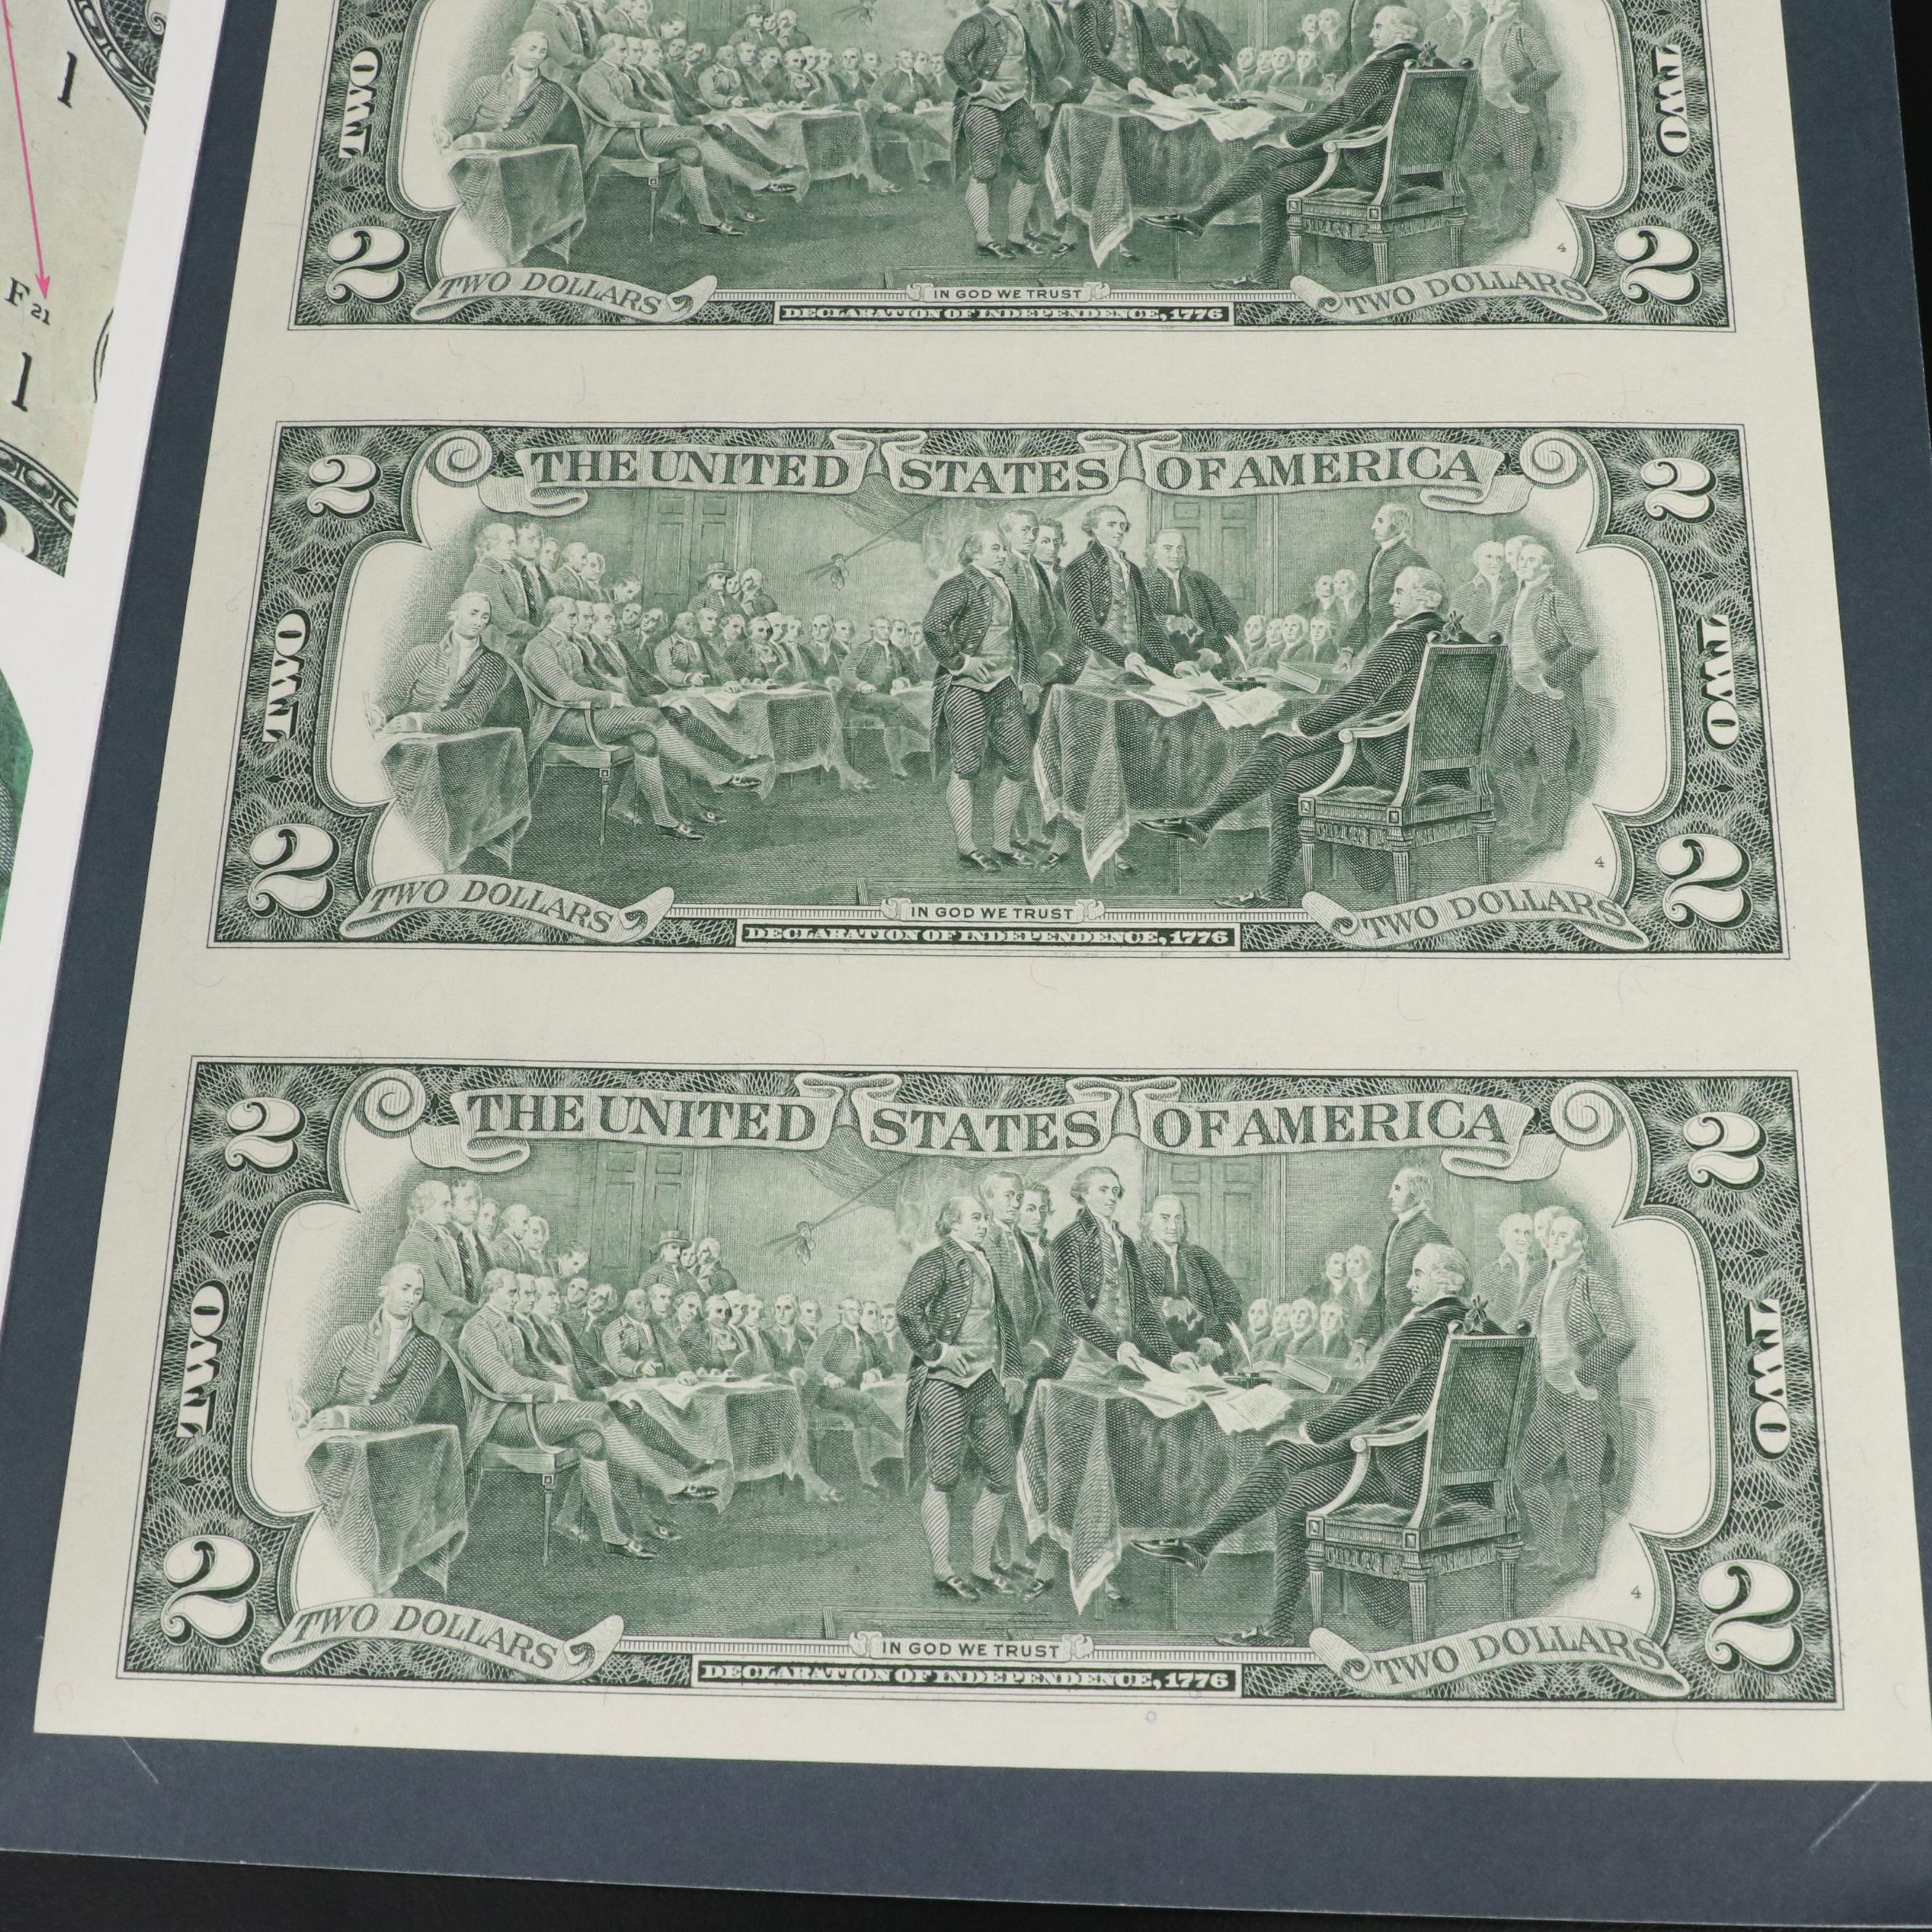 1
F 21
1
TWO
TWO
2
2
TWO DOLLARS
IN GOD WE TRUST
4
TWO DOLLARS
DECLARATION OF INDEPENDENCE, 1776
2
THE UNITED STATES OF AMERICA
2
TWO
TWO
2
4
2
TWO DOLLARS
IN GOD WE TRUST
TWO DOLLARS
DECLARATION OF INDEPENDENCE, 1776
2
THE UNITED STATES OF AMERICA
2
TWO
TWO
2
4
2
TWO DOLLARS
IN GOD WE TRUST
TWO DOLLARS
DECLARATION OF INDEPENDENCE, 1776